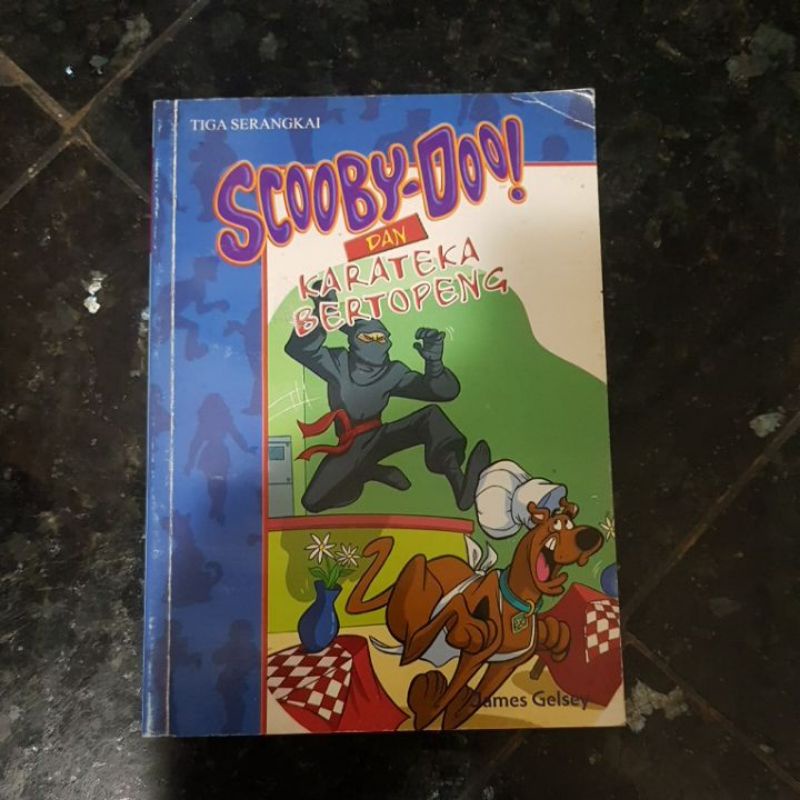 TIGA SERANGKAI
SCOOBY-DOO!
DAN
KARATEKA
BERTOPENG
James Gelsey